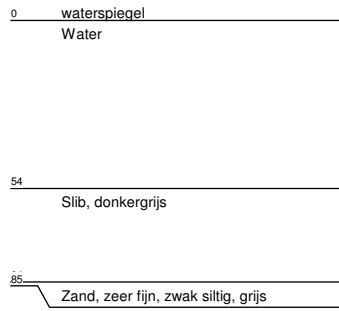 0 waterspiegel
Water
54
Slib, donkergrijs
85
Zand, zeer fijn, zwak siltig, grijs